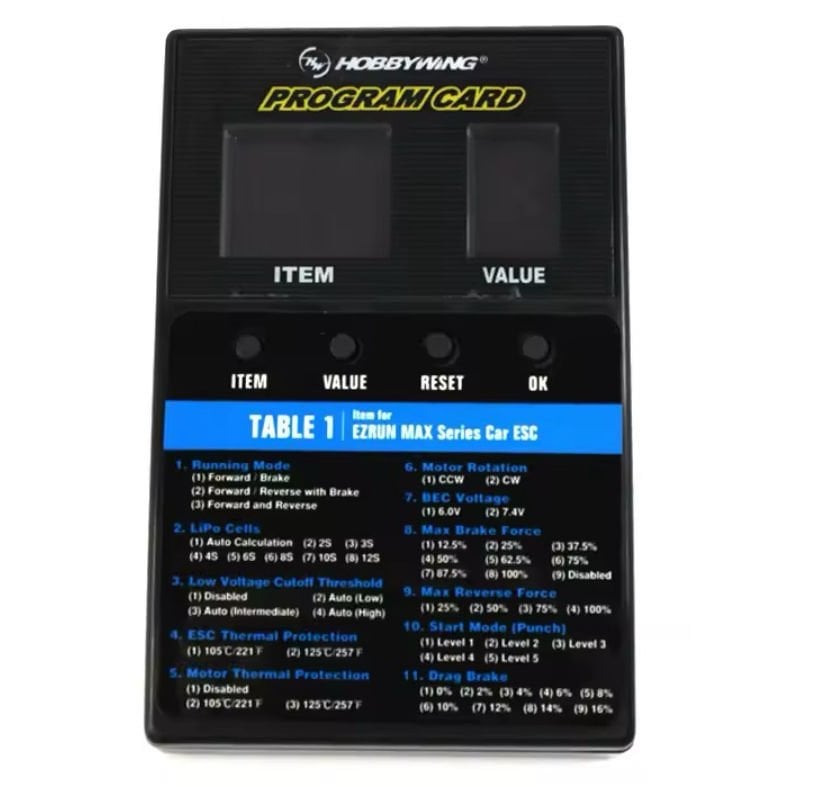 HW HOBBYWING®
PROGRAM CARD
ITEM VALUE
ITEM VALUE RESET OK
TABLE 1 | Item for
EZRUN MAX Series Car ESC
1. Running Mode
(1) Forward / Brake
(2) Forward / Reverse with Brake
(3) Forward and Reverse
2. LiPo Cells
(1) Auto Calculation (2) 2S (3) 3S
(4) 4S (5) 6S (6) 8S (7) 10S (8) 12S
3. Low Voltage Cutoff Threshold
(1) Disabled (2) Auto (Low)
(3) Auto (Intermediate) (4) Auto (High)
4. ESC Thermal Protection
(1) 105℃/221℉ (2) 125℃/257℉
5. Motor Thermal Protection
(1) Disabled
(2) 105℃/221℉ (3) 125℃/257℉
6. Motor Rotation
(1) CCW (2) CW
7. BEC Voltage
(1) 6.0V (2) 7.4V
8. Max Brake Force
(1) 12.5% (2) 25% (3) 37.5%
(4) 50% (5) 62.5% (6) 75%
(7) 87.5% (8) 100% (9) Disabled
9. Max Reverse Force
(1) 25% (2) 50% (3) 75% (4) 100%
10. Start Mode (Punch)
(1) Level 1 (2) Level 2 (3) Level 3
(4) Level 4 (5) Level 5
11. Drag Brake
(1) 0% (2) 2% (3) 4% (4) 6% (5) 8%
(6) 10% (7) 12% (8) 14% (9) 16%